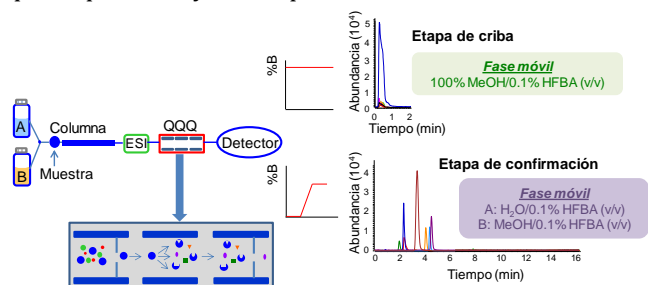 %B
Abundancia (10⁴)
5
4
3
2
1
0
0 1 2
Tiempo (min)
Etapa de criba
Fase móvil
100% MeOH/0.1% HFBA (v/v)
A
B
Columna
Muestra
ESI
QQQ
Detector
%B
Abundancia (10⁴)
4
3
2
1
0
0 2 4 6 8 10 12 14 16
Tiempo (min)
Etapa de confirmación
Fase móvil
A: H₂O/0.1% HFBA (v/v)
B: MeOH/0.1% HFBA (v/v)